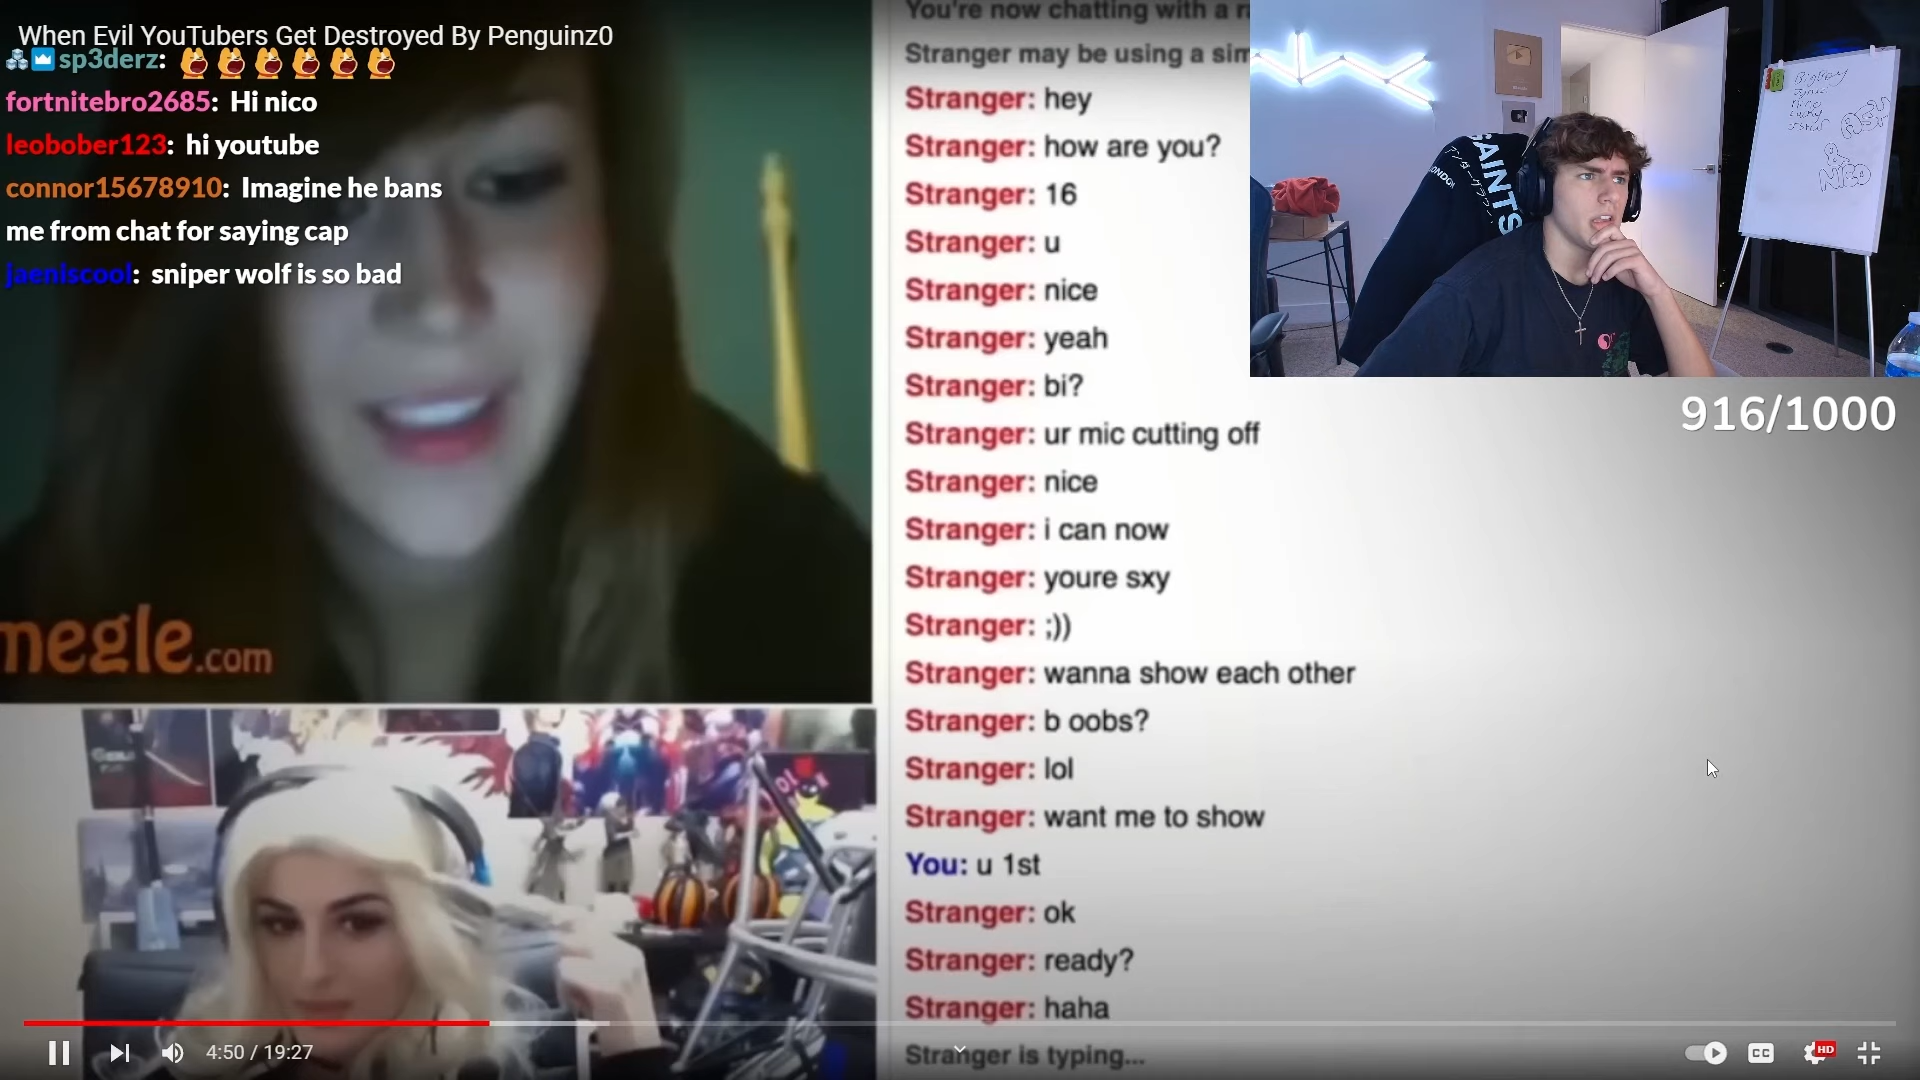 When Evil YouTubers Get Destroyed By Penguinz0
sp3derz:
fortnitebro2685: Hi nico
leobober123: hi youtube
connor15678910: Imagine he bans
me from chat for saying cap
jaeniscool: sniper wolf is so bad
megle.com
You're now chatting with a
Stranger may be using a
Stranger: hey
Stranger: how are you?
Stranger: 16
Stranger: u
Stranger: nice
Stranger: yeah
Stranger: bi?
Stranger: ur mic cutting off
Stranger: nice
Stranger: i can now
Stranger: youre sxy
Stranger: ;))
Stranger: wanna show each other
Stranger: b oobs?
Stranger: lol
Stranger: want me to show
You: u 1st
Stranger: ok
Stranger: ready?
Stranger: haha
Stranger is typing...
SAINTS
LONDON
NICO
916/1000
4:50 / 19:27
CC
HD